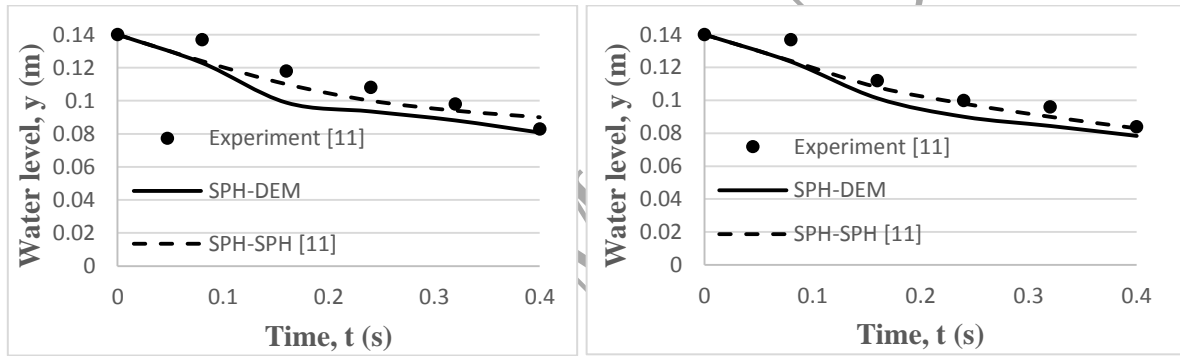 0.14
0.12
0.1
0.08
0.06
0.04
0.02
0
Water level, y (m)
Experiment [11]
SPH-DEM
SPH-SPH [11]
0 0.1 0.2 0.3 0.4
Time, t (s)
0.14
0.12
0.1
0.08
0.06
0.04
0.02
0
Water level, y (m)
Experiment [11]
SPH-DEM
SPH-SPH [11]
0 0.1 0.2 0.3 0.4
Time, t (s)